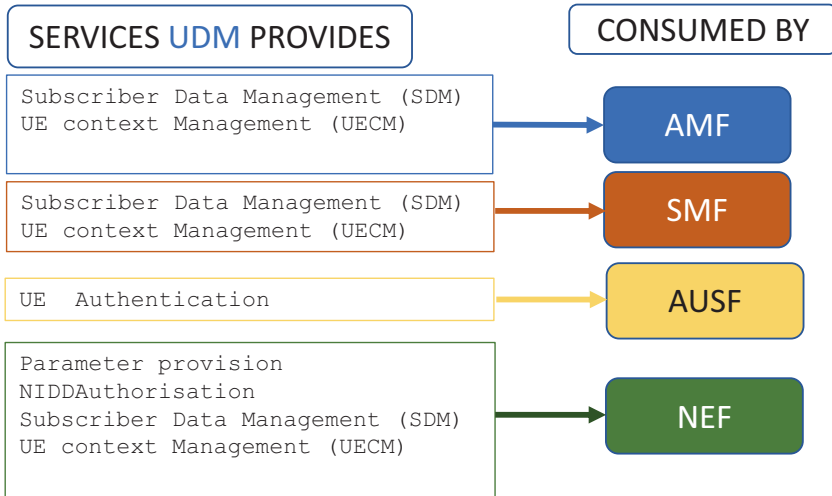 SERVICES UDM PROVIDES
CONSUMED BY
Subscriber Data Management (SDM)
UE context Management (UECM)
AMF
Subscriber Data Management (SDM)
UE context Management (UECM)
SMF
UE Authentication
AUSF
Parameter provision
NIDDAuthorisation
Subscriber Data Management (SDM)
UE context Management (UECM)
NEF